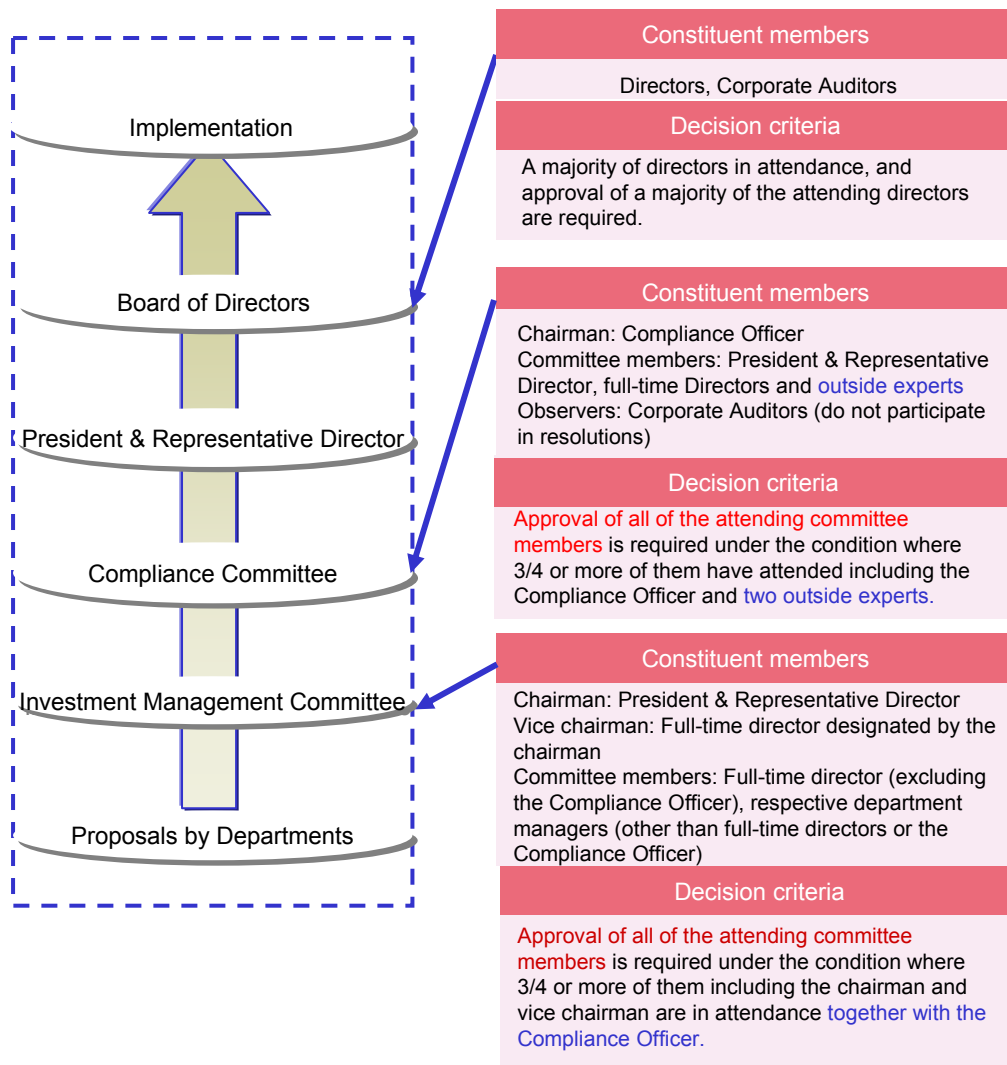 Implementation
Board of Directors
President & Representative Director
Compliance Committee
Investment Management Committee
Proposals by Departments
Constituent members
Directors, Corporate Auditors
Decision criteria
A majority of directors in attendance, and
approval of a majority of the attending directors
are required.
Constituent members
Chairman: Compliance Officer
Committee members: President & Representative
Director, full-time Directors and outside experts
Observers: Corporate Auditors (do not participate
in resolutions)
Decision criteria
Approval of all of the attending committee
members is required under the condition where
3/4 or more of them have attended including the
Compliance Officer and two outside experts.
Constituent members
Chairman: President & Representative Director
Vice chairman: Full-time director designated by the
chairman
Committee members: Full-time director (excluding
the Compliance Officer), respective department
managers (other than full-time directors or the
Compliance Officer)
Decision criteria
Approval of all of the attending committee
members is required under the condition where
3/4 or more of them including the chairman and
vice chairman are in attendance together with the
Compliance Officer.